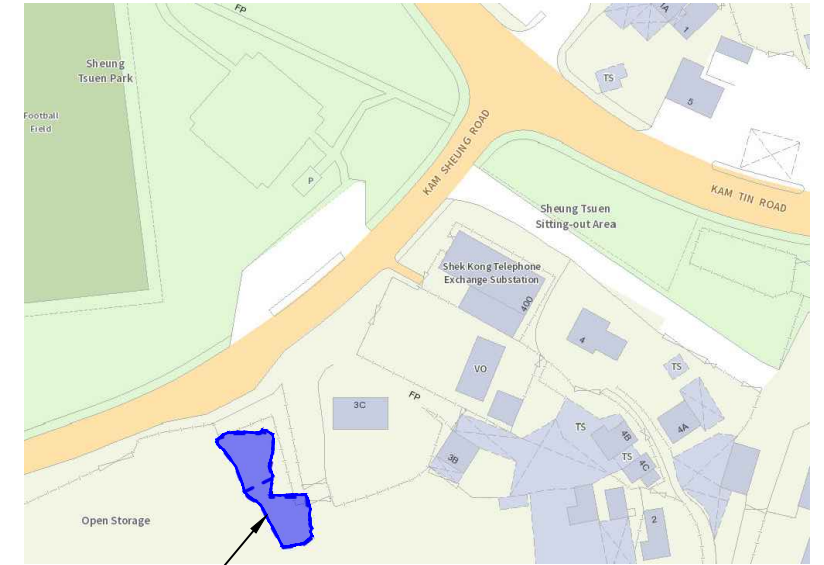 FP
1A
1
Sheung
Tsuen Park
TS
5
Football
Field
KAM SHEUNG ROAD
P
KAM TIN ROAD
Sheung Tsuen
Sitting-out Area
Shek Kong Telephone
Exchange Substation
400
4
VO
TS
FP
3C
TS
4B
4A
3B
TS
4C
Open Storage
2